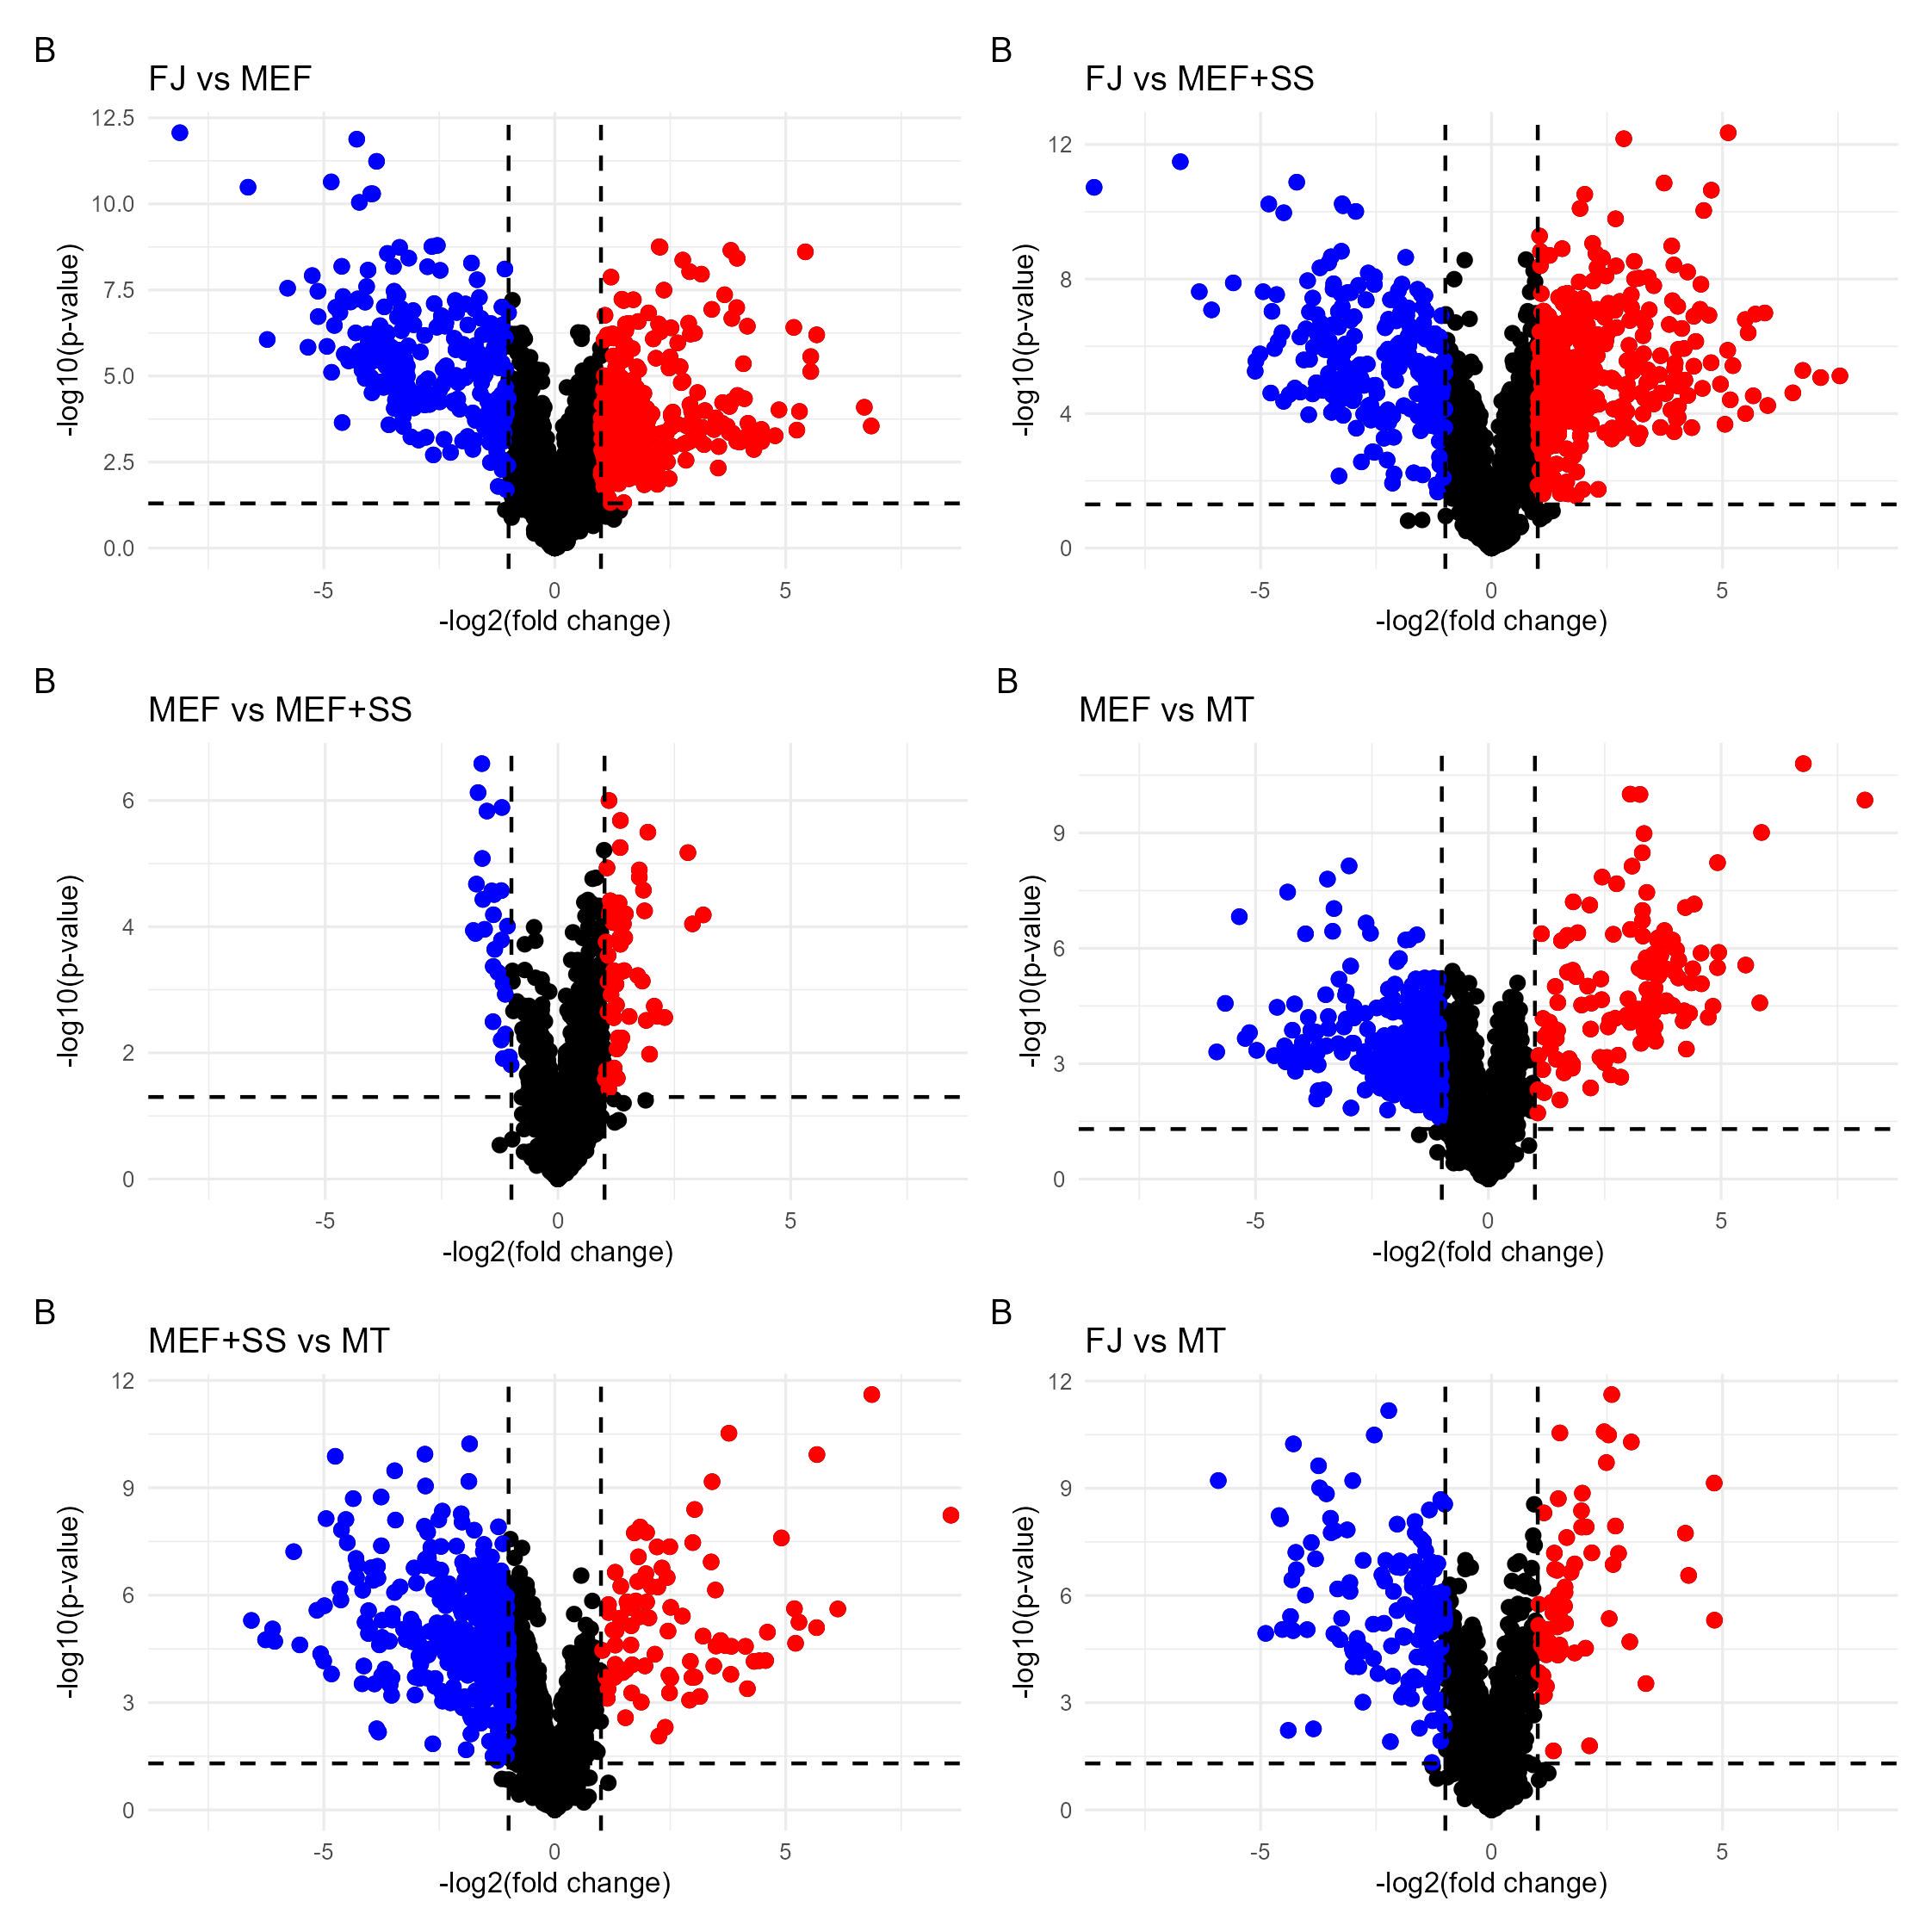 B
FJ vs MEF
12.5
10.0
7.5
5.0
2.5
0.0
-log10(p-value)
-5 0 5
-log2(fold change)
B
FJ vs MEF+SS
12
8
4
0
-log10(p-value)
-5 0 5
-log2(fold change)
B
MEF vs MEF+SS
6
4
2
0
-log10(p-value)
-5 0 5
-log2(fold change)
B
MEF vs MT
9
6
3
0
-log10(p-value)
-5 0 5
-log2(fold change)
B
MEF+SS vs MT
12
9
6
3
0
-log10(p-value)
-5 0 5
-log2(fold change)
B
FJ vs MT
12
9
6
3
0
-log10(p-value)
-5 0 5
-log2(fold change)